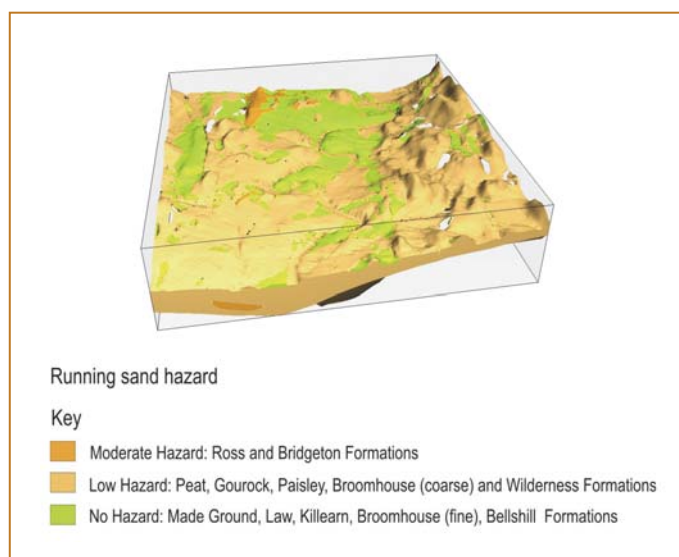 Running sand hazard
Key
Moderate Hazard: Ross and Bridgeton Formations
Low Hazard: Peat, Gourock, Paisley, Broomhouse (coarse) and Wilderness Formations
No Hazard: Made Ground, Law, Killearn, Broomhouse (fine), Bellshill Formations